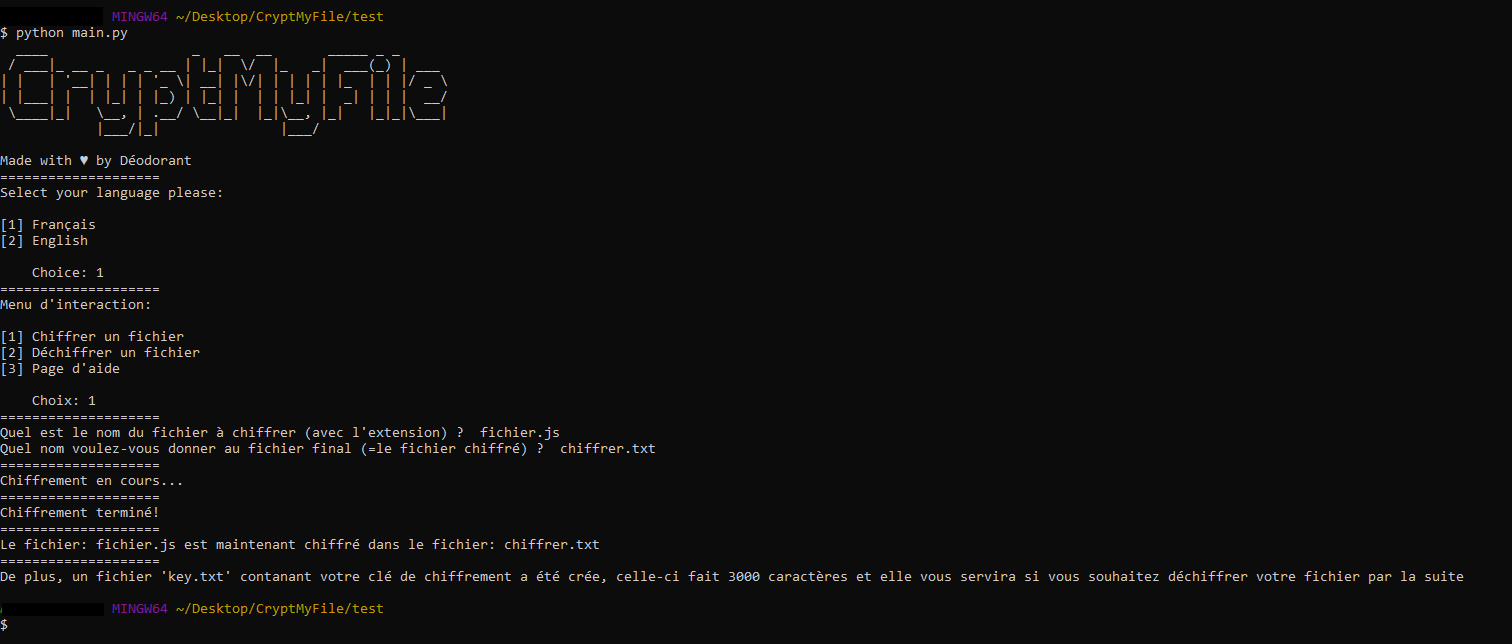 MINGW64 ~/Desktop/CryptMyFile/test
$ python main.py
CryptMyFile
Made with ♥ by Déodorant
====================
Select your language please:
[1] Français
[2] English
Choice: 1
====================
Menu d'interaction:
[1] Chiffrer un fichier
[2] Déchiffrer un fichier
[3] Page d'aide
Choix: 1
====================
Quel est le nom du fichier à chiffrer (avec l'extension) ?  fichier.js
Quel nom voulez-vous donner au fichier final (=le fichier chiffré) ?  chiffrer.txt
====================
Chiffrement en cours...
====================
Chiffrement terminé!
====================
Le fichier: fichier.js est maintenant chiffré dans le fichier: chiffrer.txt
====================
De plus, un fichier 'key.txt' contanant votre clé de chiffrement a été crée, celle-ci fait 3000 caractères et elle vous servira si vous souhaitez déchiffrer votre fichier par la suite
MINGW64 ~/Desktop/CryptMyFile/test
$